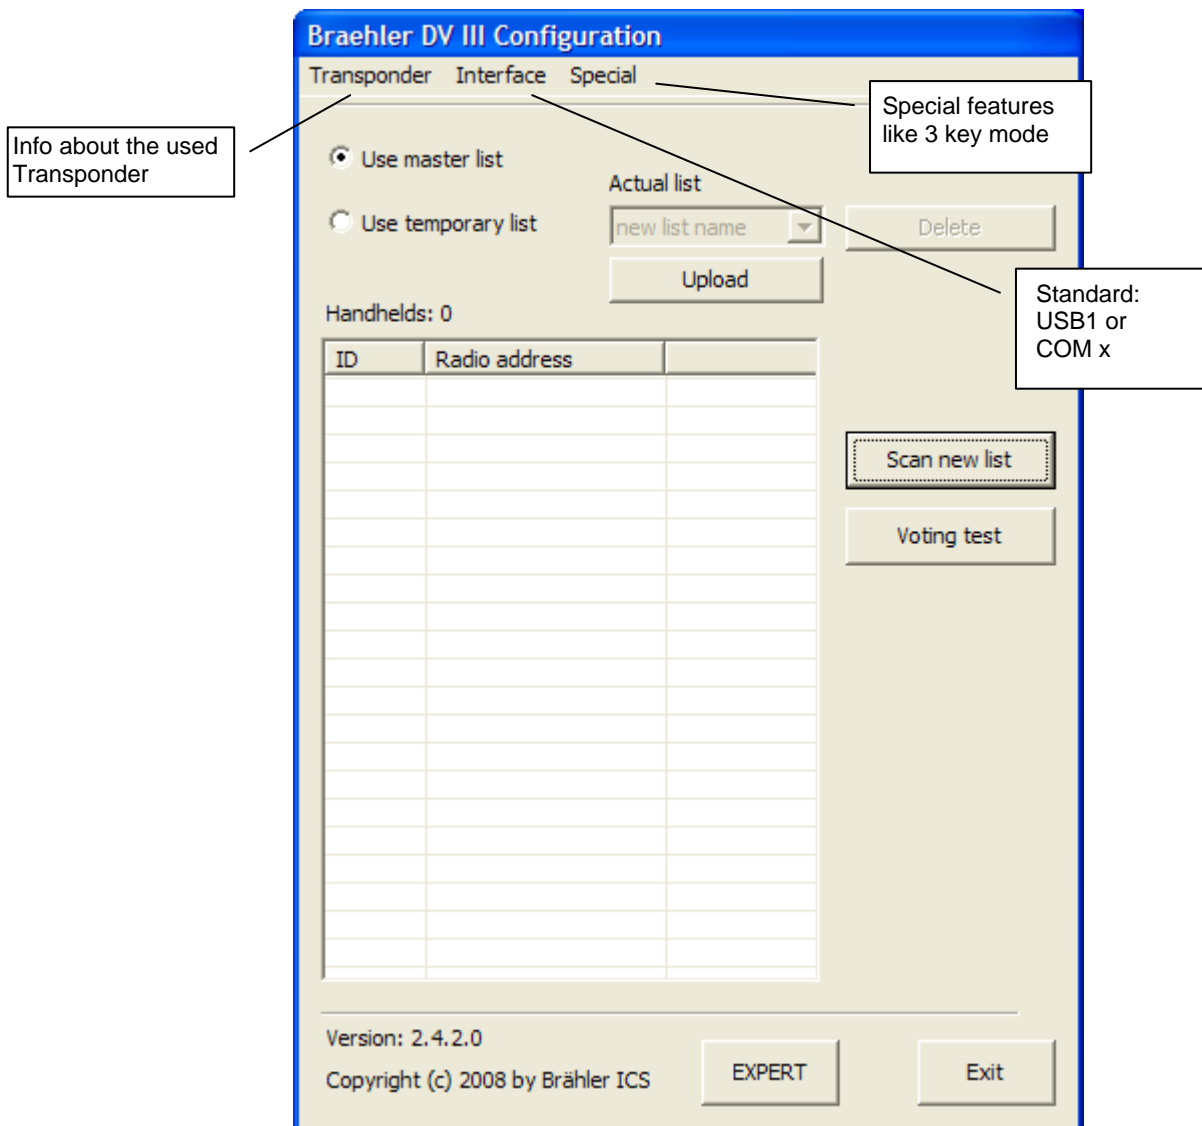 Braehler DV III Configuration
Transponder Interface Special
Special features
like 3 key mode
Info about the used
Transponder
Use master list
Actual list
Use temporary list
new list name
Delete
Upload
Standard:
USB1 or
COM x
Handhelds: 0
ID Radio address
Scan new list
Voting test
Version: 2.4.2.0
Copyright (c) 2008 by Brähler ICS
EXPERT
Exit